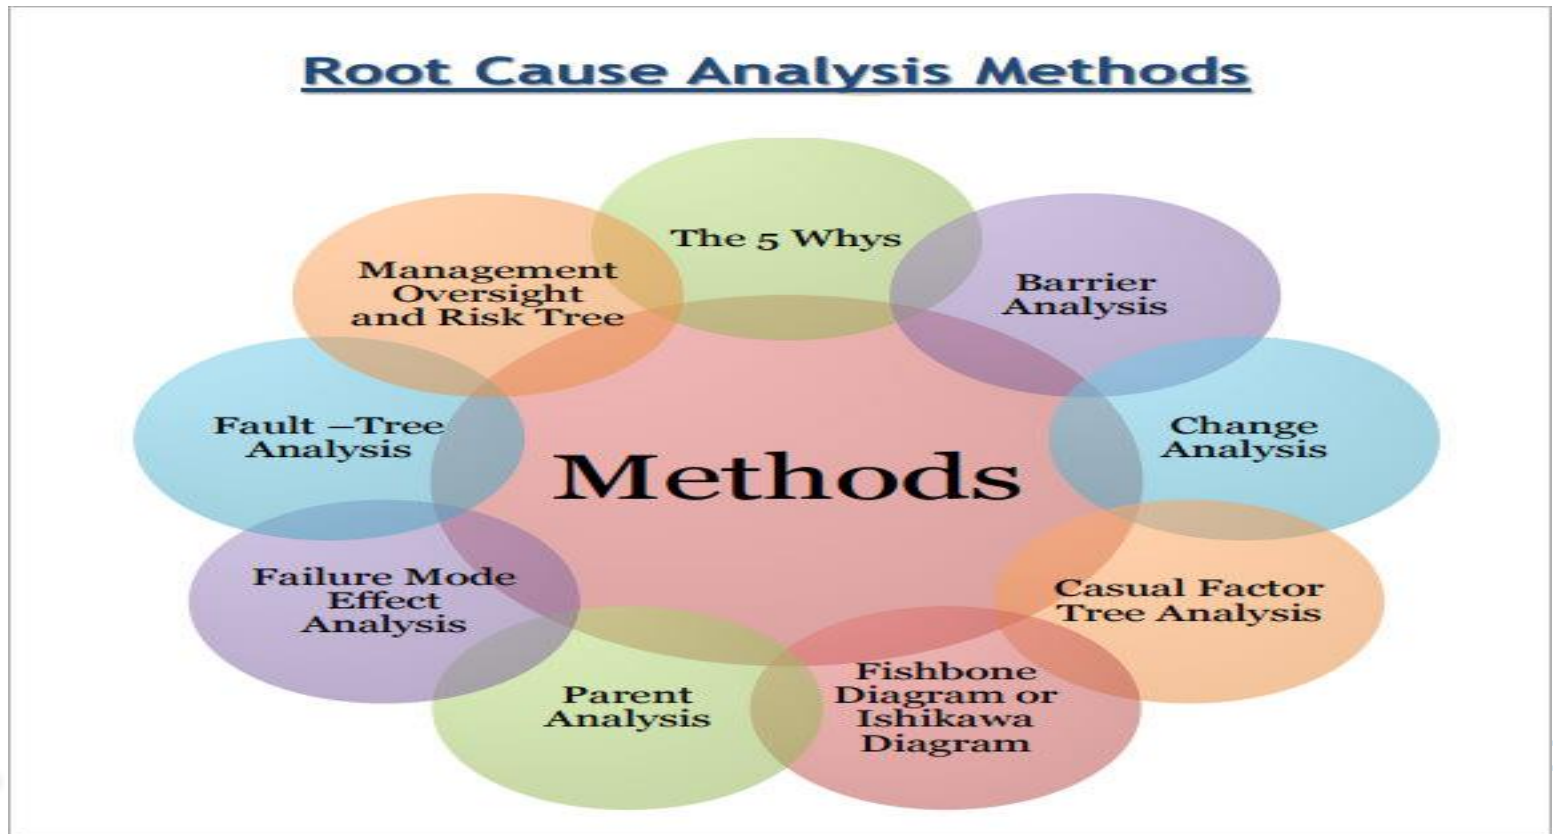 Root Cause Analysis Methods
The 5 Whys
Barrier
Analysis
Change
Analysis
Casual Factor
Tree Analysis
Fishbone
Diagram or
Ishikawa
Diagram
Parent
Analysis
Failure Mode
Effect
Analysis
Fault –Tree
Analysis
Management
Oversight
and Risk Tree
Methods